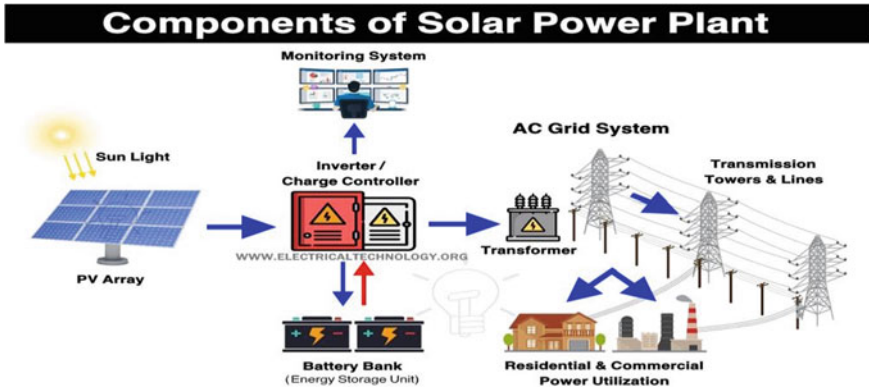 Components of Solar Power Plant
Monitoring System
Sun Light
PV Array
Inverter /
Charge Controller
WWW.ELECTRICALTECHNOLOGY.ORG
Battery Bank
(Energy Storage Unit)
AC Grid System
Transformer
Transmission
Towers & Lines
Residential & Commercial
Power Utilization